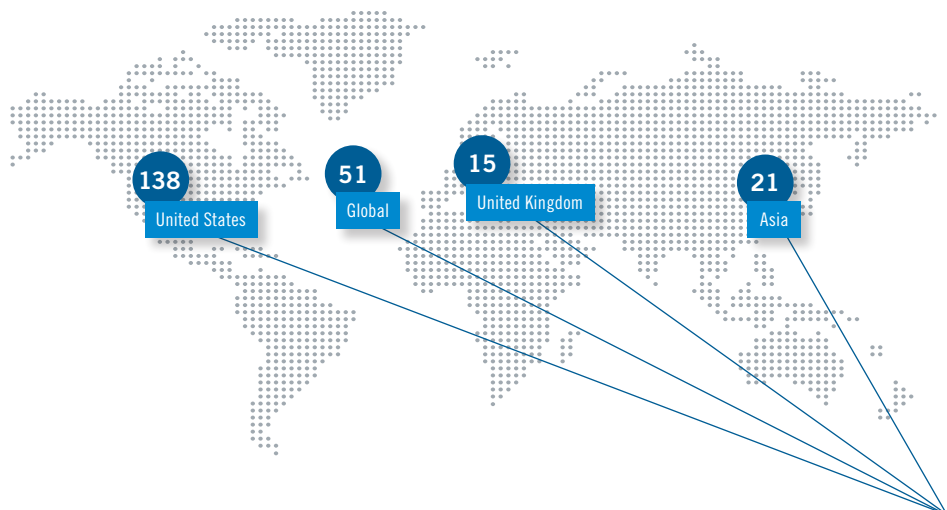 138
United States
51
Global
15
United Kingdom
21
Asia